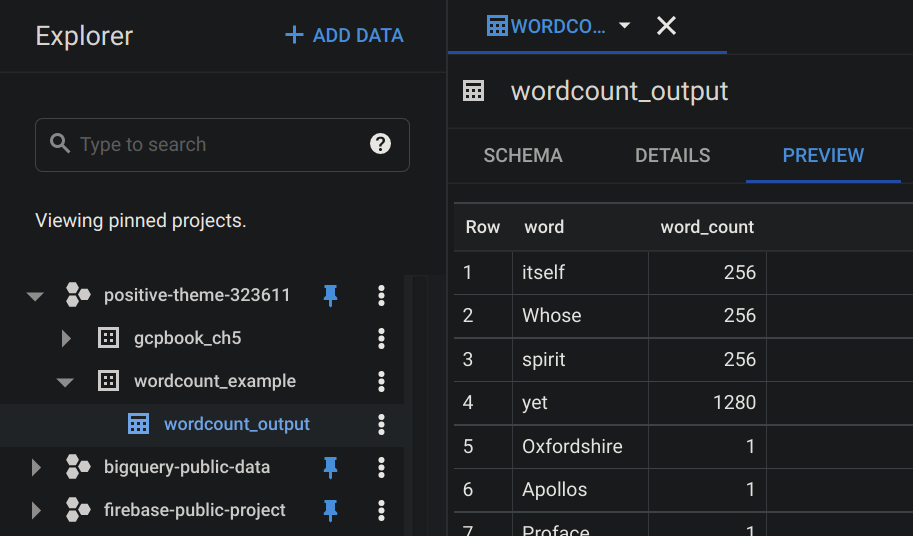 Explorer
ADD DATA
Type to search
Viewing pinned projects.
positive-theme-323611
gcpbook_ch5
wordcount_example
wordcount_output
bigquery-public-data
firebase-public-project
WORDCO...
wordcount_output
SCHEMA DETAILS PREVIEW
Row word word_count
1 itself 256
2 Whose 256
3 spirit 256
4 yet 1280
5 Oxfordshire 1
6 Apollos 1
7 Proface 1